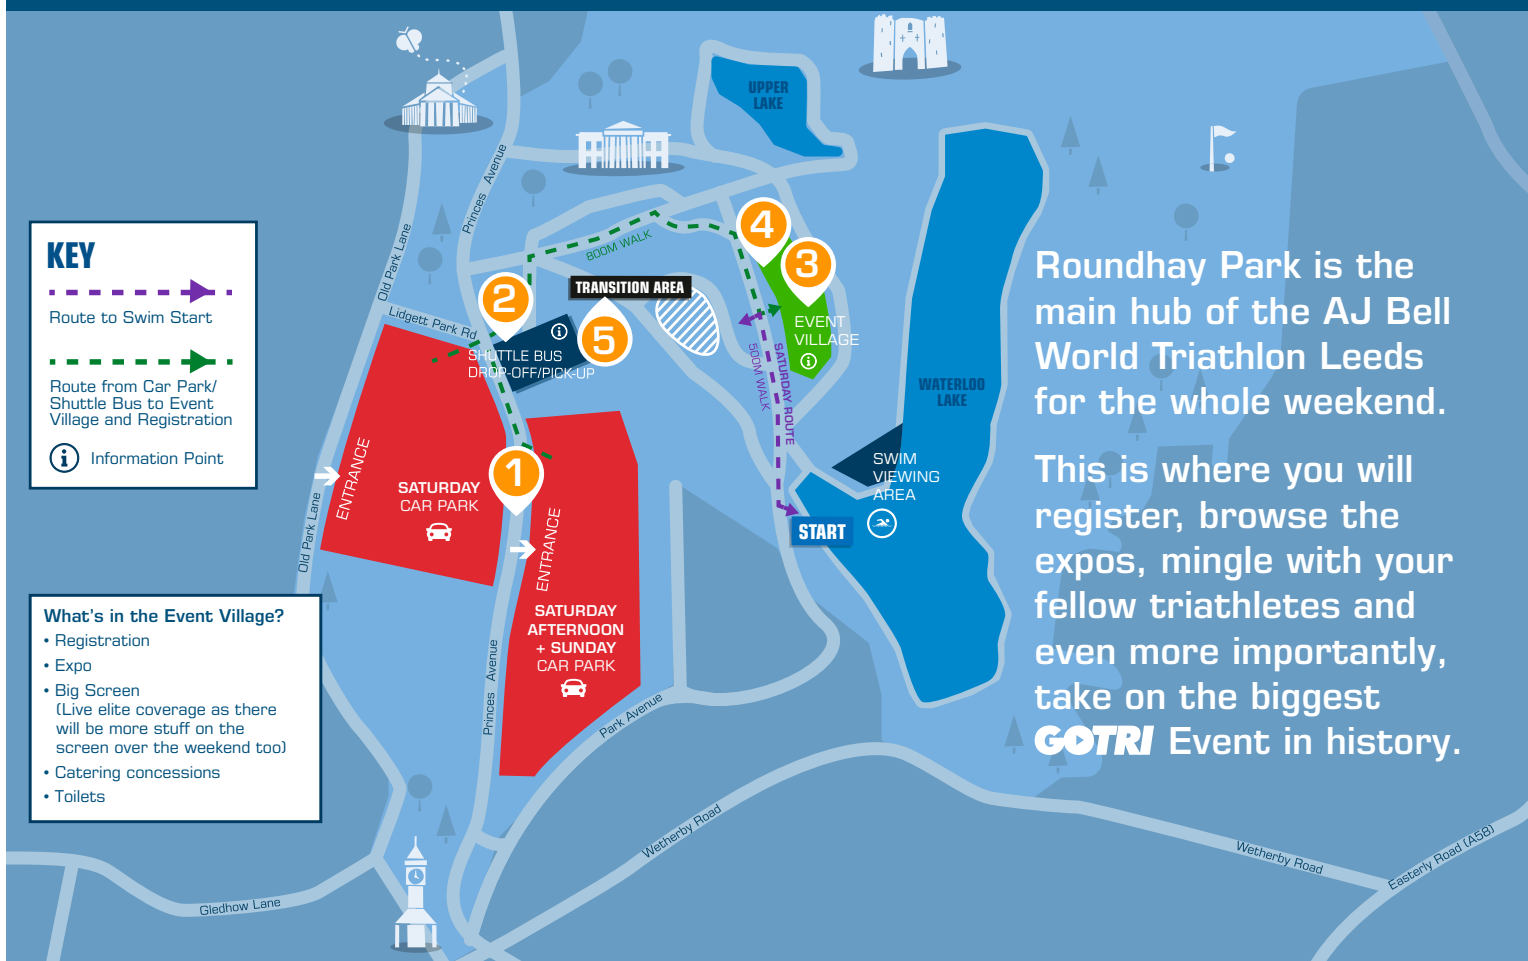 UPPER
LAKE
Princes Avenue
Old Park Lane
KEY
Route to Swim Start
Route from Car Park/
Shuttle Bus to Event
Village and Registration
Information Point
800M WALK
4
3
2
TRANSITION AREA
Lidgett Park Rd
5
SHUTTLE BUS
DROP-OFF/PICK-UP
EVENT
VILLAGE
500M WALK
SATURDAY ROUTE
WATERLOO
LAKE
Roundhay Park is the
main hub of the AJ Bell
World Triathlon Leeds
for the whole weekend.
This is where you will
register, browse the
expos, mingle with your
fellow triathletes and
even more importantly,
take on the biggest
GOTRI Event in history.
ENTRANCE
SATURDAY
CAR PARK
1
SWIM
VIEWING
AREA
START
Old Park Lane
ENTRANCE
SATURDAY
AFTERNOON
+ SUNDAY
CAR PARK
What's in the Event Village?
• Registration
• Expo
• Big Screen
(Live elite coverage as there
will be more stuff on the
screen over the weekend too)
• Catering concessions
• Toilets
Princes Avenue
Park Avenue
Wetherby Road
Wetherby Road
Easterly Road (A58)
Gledhow Lane